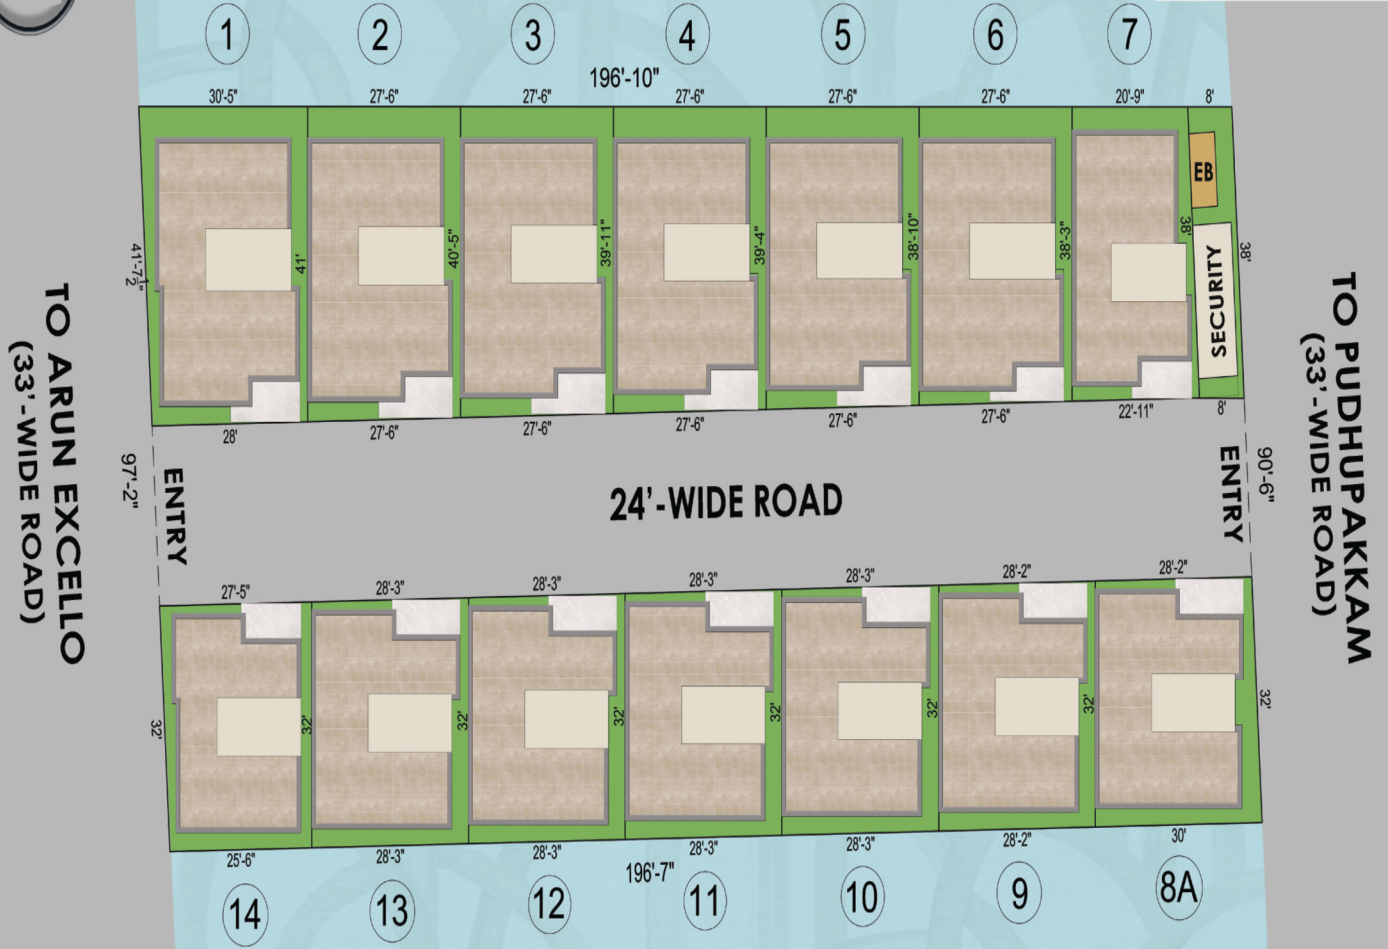 1 2 3 4 5 6 7
196'-10"
30'-5" 27'-6" 27'-6" 27'-6" 27'-6" 27'-6" 20'-9" 8'
EB
41'-7½" 41' 40'-5" 39'-11" 39'-4" 38'-10" 38'-3" 38' 38'
SECURITY
28' 27'-6" 27'-6" 27'-6" 27'-6" 27'-6" 22'-11" 8'
TO ARUN EXCELLO
(33'-WIDE ROAD)
97'-2"
ENTRY
24'-WIDE ROAD
ENTRY
90'-6"
TO PUDHUPAKKAM
(33'-WIDE ROAD)
27'-5" 28'-3" 28'-3" 28'-3" 28'-3" 28'-2" 28'-2"
32' 32' 32' 32' 32' 32' 32' 32'
25'-6" 28'-3" 28'-3" 28'-3" 28'-3" 28'-2" 30'
196'-7"
14 13 12 11 10 9 8A